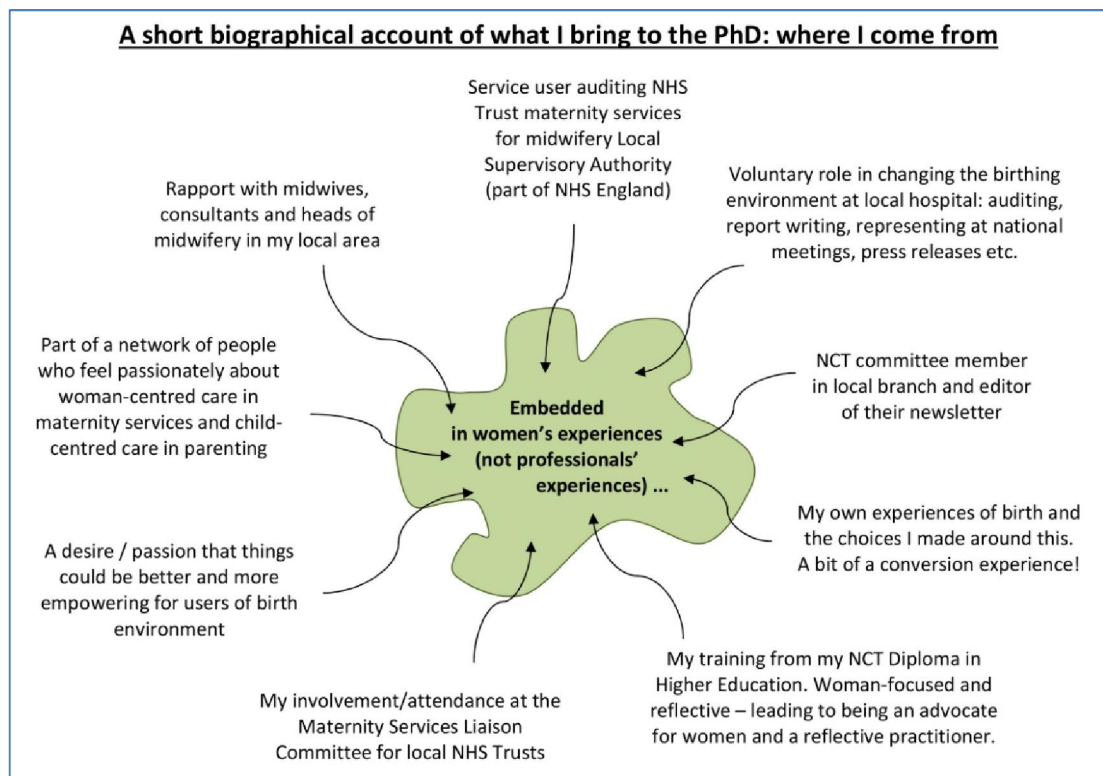 A short biographical account of what I bring to the PhD: where I come from
Service user auditing NHS
Trust maternity services
for midwifery Local
Supervisory Authority
(part of NHS England)
Rapport with midwives,
consultants and heads of
midwifery in my local area
Voluntary role in changing the birthing
environment at local hospital: auditing,
report writing, representing at national
meetings, press releases etc.
Part of a network of people
who feel passionately about
woman-centred care in
maternity services and child-
centred care in parenting
NCT committee member
in local branch and editor
of their newsletter
Embedded
in women’s experiences
(not professionals’
experiences) ...
A desire / passion that things
could be better and more
empowering for users of birth
environment
My own experiences of birth and
the choices I made around this.
A bit of a conversion experience!
My involvement/attendance at the
Maternity Services Liaison
Committee for local NHS Trusts
My training from my NCT Diploma in
Higher Education. Woman-focused and
reflective – leading to being an advocate
for women and a reflective practitioner.